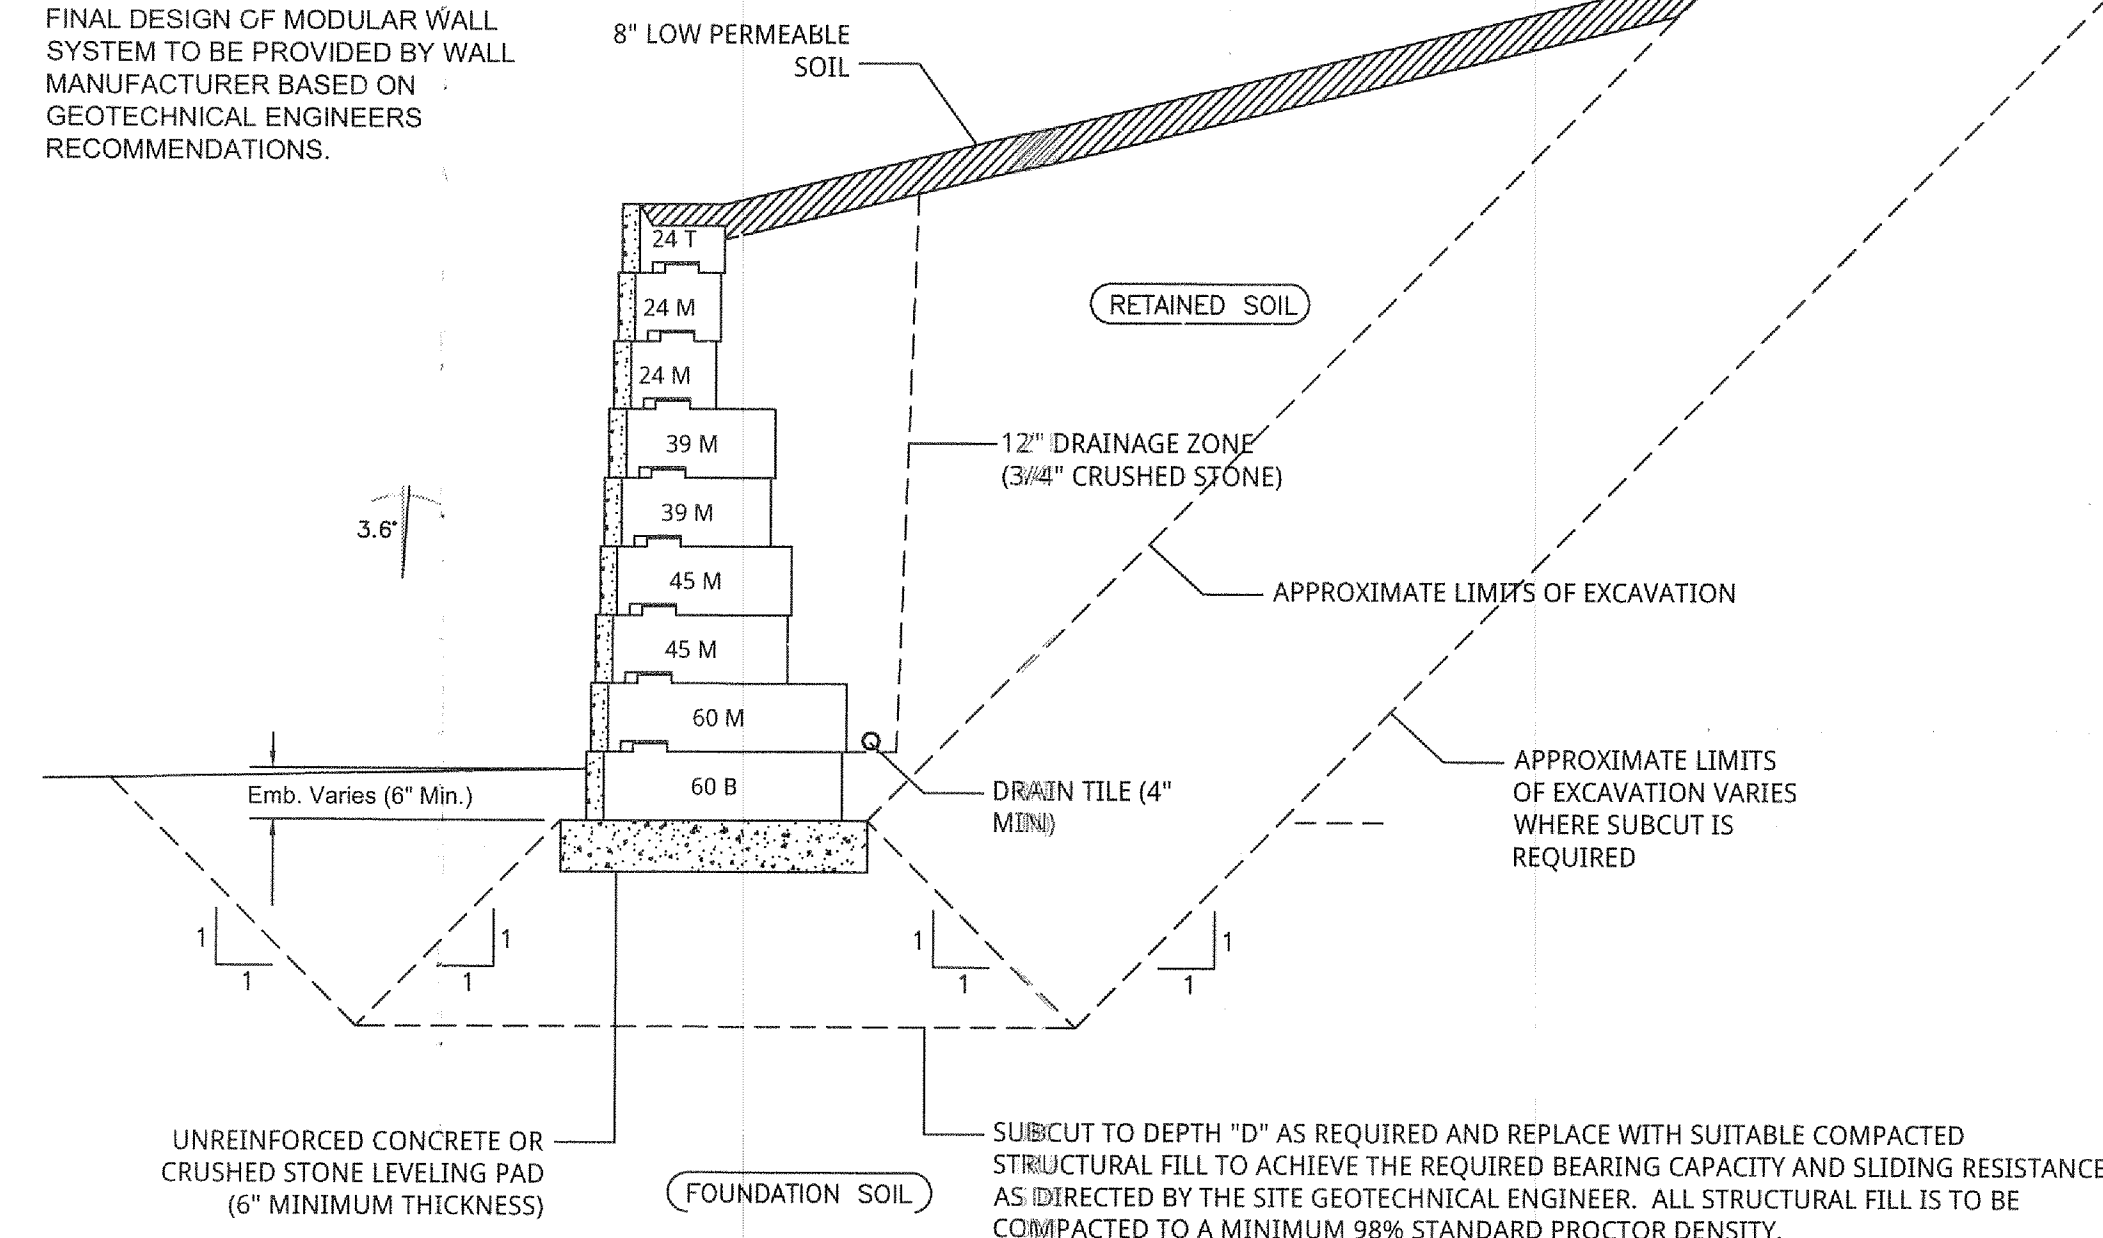 FINAL DESIGN OF MODULAR WALL
SYSTEM TO BE PROVIDED BY WALL
MANUFACTURER BASED ON
GEOTECHNICAL ENGINEERS
RECOMMENDATIONS.
8" LOW PERMEABLE
SOIL
24 T
24 M
24 M
39 M
39 M
45 M
45 M
60 M
60 B
RETAINED SOIL
12" DRAINAGE ZONE
(3/4" CRUSHED STONE)
3.6°
APPROXIMATE LIMITS OF EXCAVATION
APPROXIMATE LIMITS
OF EXCAVATION VARIES
WHERE SUBCUT IS
REQUIRED
Emb. Varies (6" Min.)
DRAIN TILE (4"
MIN)
1
1
1
1
1
1
1
1
UNREINFORCED CONCRETE OR
CRUSHED STONE LEVELING PAD
(6" MINIMUM THICKNESS)
FOUNDATION SOIL
SUBCUT TO DEPTH "D" AS REQUIRED AND REPLACE WITH SUITABLE COMPACTED
STRUCTURAL FILL TO ACHIEVE THE REQUIRED BEARING CAPACITY AND SLIDING RESISTANCE
AS DIRECTED BY THE SITE GEOTECHNICAL ENGINEER. ALL STRUCTURAL FILL IS TO BE
COMPACTED TO A MINIMUM 98% STANDARD PROCTOR DENSITY.